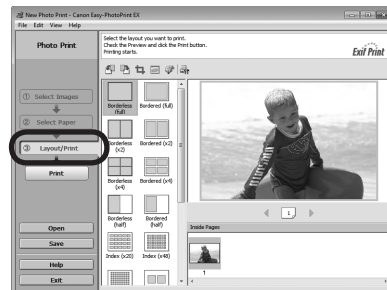 New Photo Print - Canon Easy-PhotoPrint EX
File Edit View Help
Photo Print
Select the layout you want to print.
Check the Preview and click the Print button.
Printing starts.
Exif Print
① Select Images
② Select Paper
③ Layout/Print
Print
Open
Save
Help
Exit
Borderless (full)
Bordered (full)
Borderless (x2)
Bordered (x2)
Borderless (x4)
Bordered (x4)
Borderless (half)
Bordered (half)
Index (x20)
Index (x48)
1
Inside Pages
1